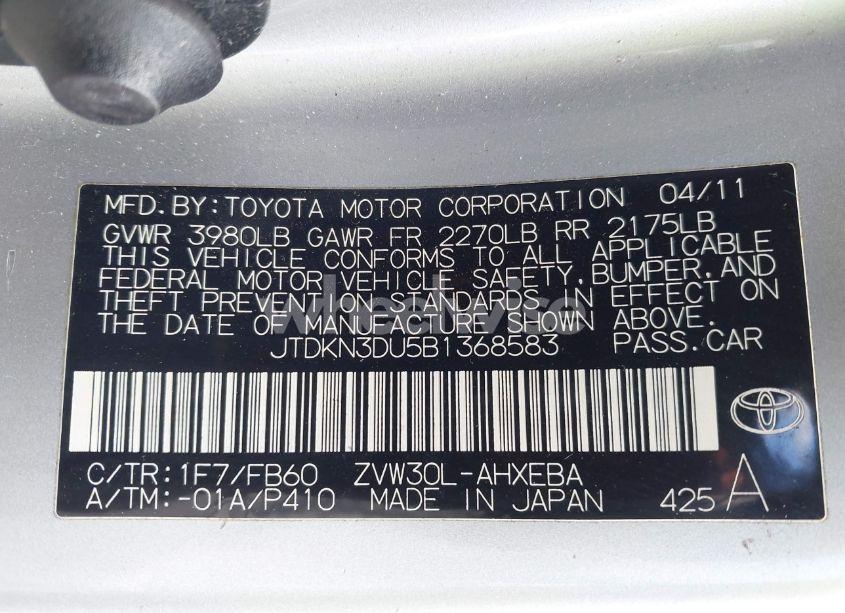 MFD.BY:TOYOTA MOTOR CORPORATION 04/11
GVWR 3980LB GAWR FR 2270LB RR 2175LB
THIS VEHICLE CONFORMS TO ALL APPLICABLE
FEDERAL MOTOR VEHICLE SAFETY,BUMPER,AND
THEFT PREVENTION STANDARDS IN EFFECT ON
THE DATE OF MANUFACTURE SHOWN ABOVE.
JTDKN3DU5B1368583 PASS.CAR
C/TR:1F7/FB60 ZVW30L-AHXEBA
A/TM:-01A/P410 MADE IN JAPAN 425 A
wheelwise